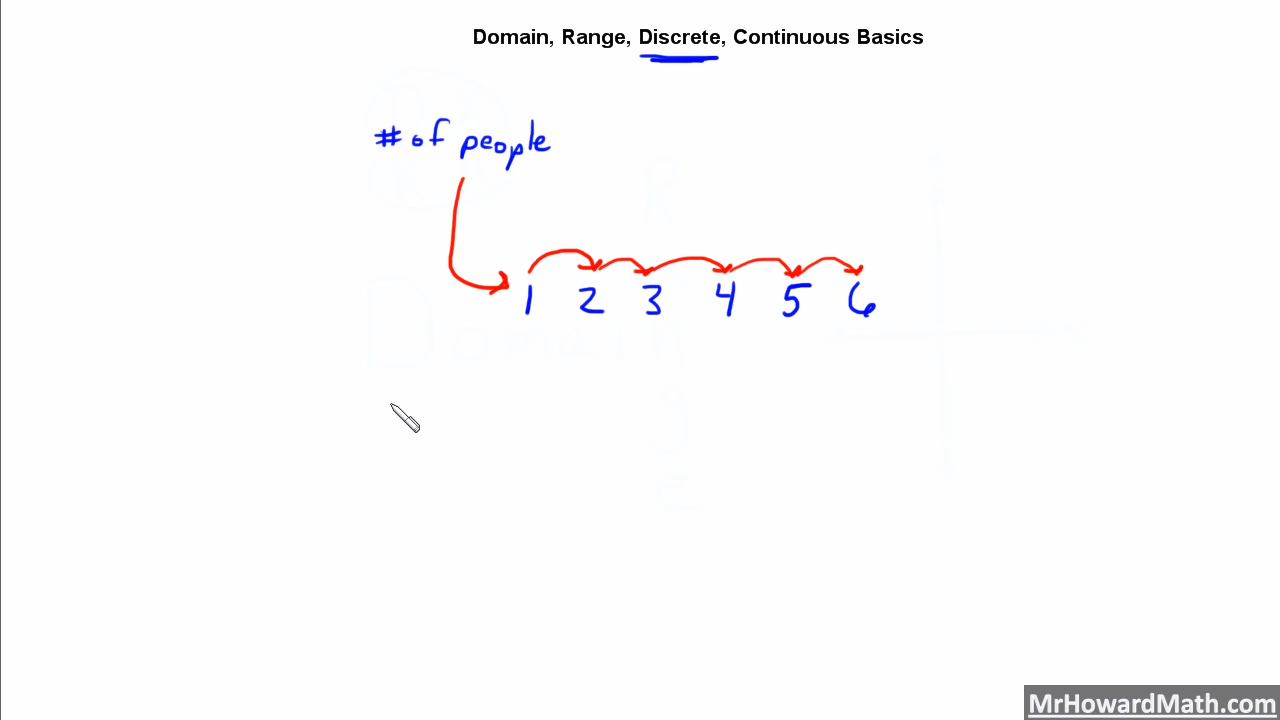 Domain, Range, Discrete, Continuous Basics
# of people
1 2 3 4 5 6
MrHowardMath.com